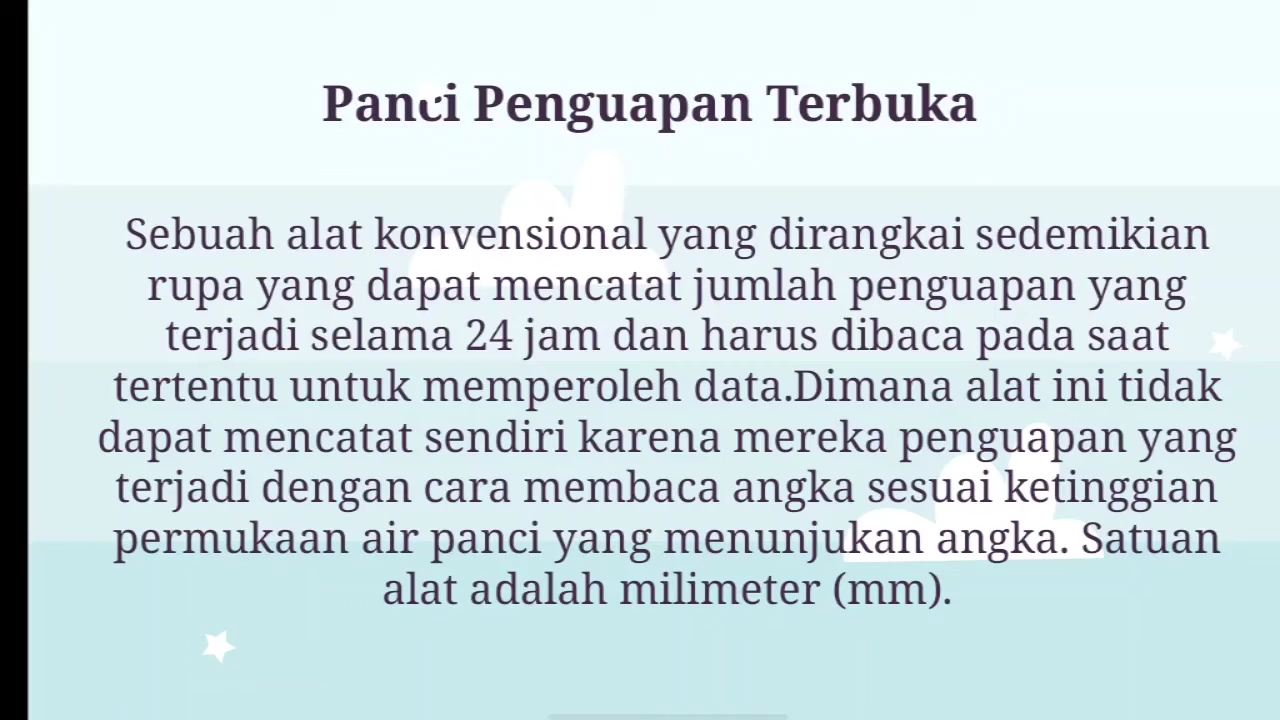 Panci Penguapan Terbuka
Sebuah alat konvensional yang dirangkai sedemikian
rupa yang dapat mencatat jumlah penguapan yang
terjadi selama 24 jam dan harus dibaca pada saat
tertentu untuk memperoleh data.Dimana alat ini tidak
dapat mencatat sendiri karena mereka penguapan yang
terjadi dengan cara membaca angka sesuai ketinggian
permukaan air panci yang menunjukan angka. Satuan
alat adalah milimeter (mm).